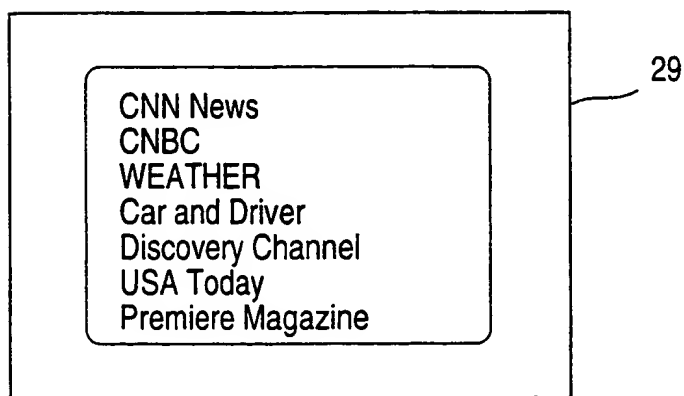 29
CNN News
CNBC
WEATHER
Car and Driver
Discovery Channel
USA Today
Premiere Magazine